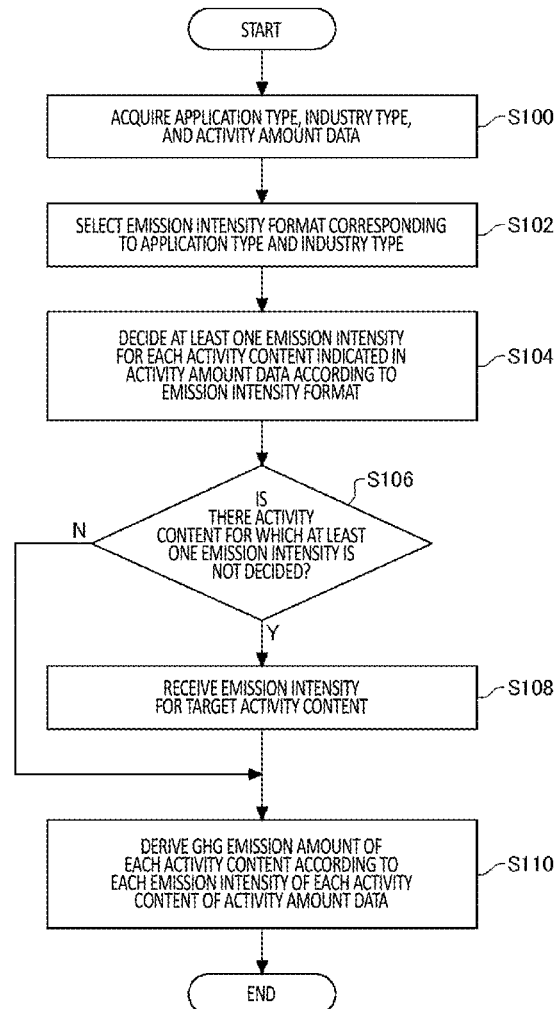 START
ACQUIRE APPLICATION TYPE, INDUSTRY TYPE,
AND ACTIVITY AMOUNT DATA
S100
SELECT EMISSION INTENSITY FORMAT CORRESPONDING
TO APPLICATION TYPE AND INDUSTRY TYPE
S102
DECIDE AT LEAST ONE EMISSION INTENSITY
FOR EACH ACTIVITY CONTENT INDICATED IN
ACTIVITY AMOUNT DATA ACCORDING TO
EMISSION INTENSITY FORMAT
S104
S106
IS
THERE ACTIVITY
CONTENT FOR WHICH AT LEAST
ONE EMISSION INTENSITY IS
NOT DECIDED?
N
Y
RECEIVE EMISSION INTENSITY
FOR TARGET ACTIVITY CONTENT
S108
DERIVE GHG EMISSION AMOUNT OF
EACH ACTIVITY CONTENT ACCORDING TO
EACH EMISSION INTENSITY OF EACH ACTIVITY
CONTENT OF ACTIVITY AMOUNT DATA
S110
END